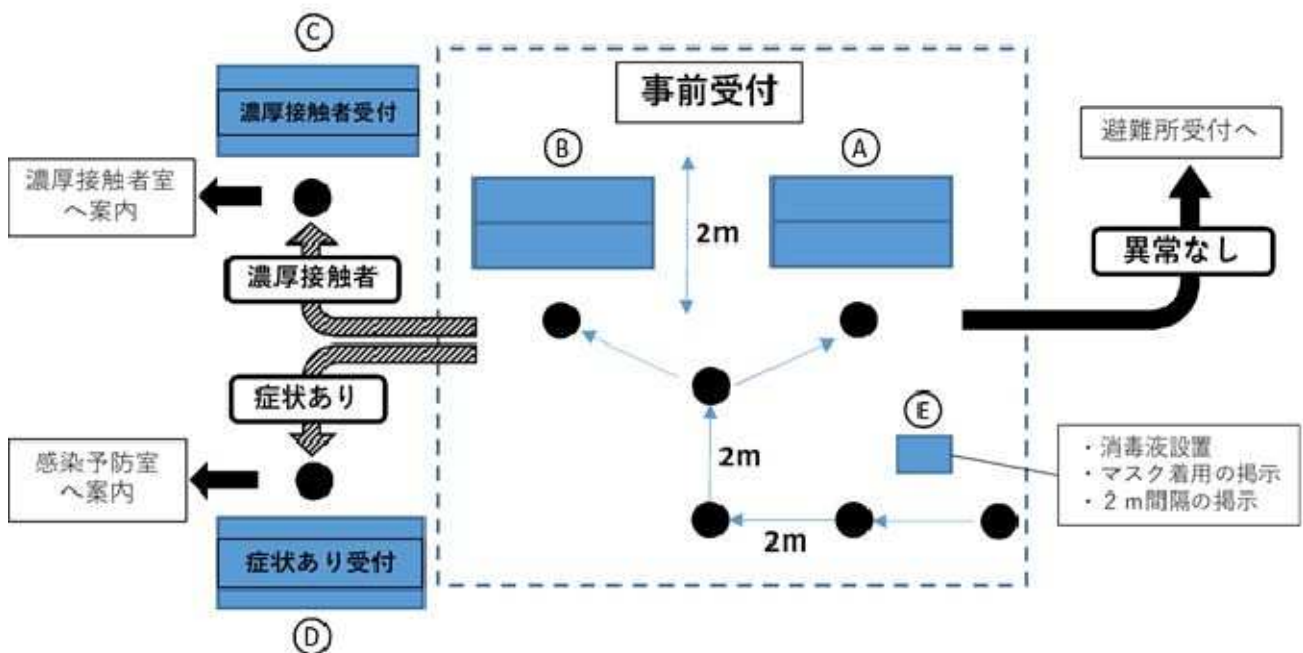 Ⓒ
濃厚接触者受付
濃厚接触者室
へ案内
濃厚接触者
症状あり
感染予防室
へ案内
症状あり受付
Ⓓ
事前受付
Ⓑ
Ⓐ
2m
2m
2m
Ⓔ
避難所受付へ
異常なし
・消毒液設置
・マスク着用の掲示
・２ｍ間隔の掲示